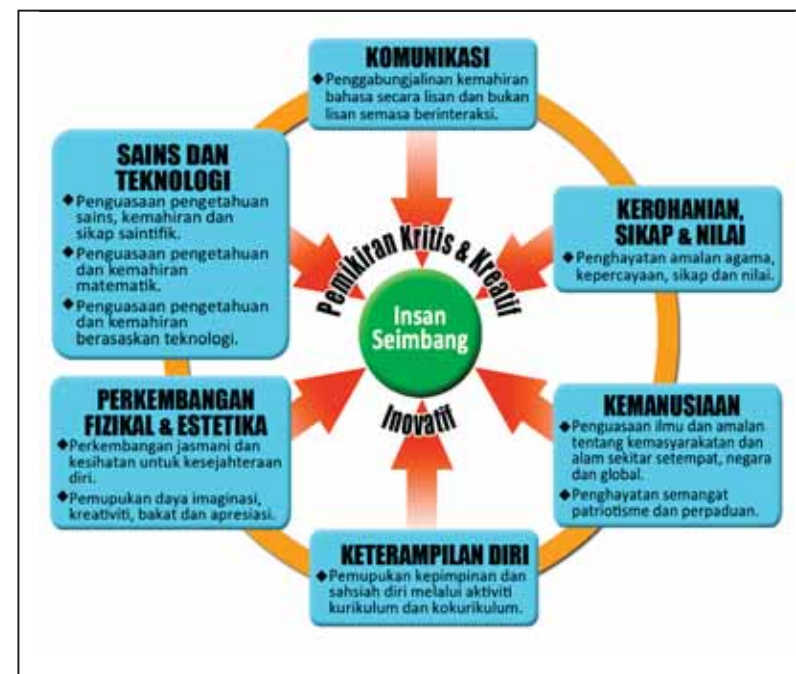 KOMUNIKASI
◆Penggabungjalinan kemahiran
bahasa secara lisan dan bukan
lisan semasa berinteraksi.
SAINS DAN
TEKNOLOGI
◆Penguasaan pengetahuan
sains, kemahiran dan
sikap saintifik.
◆Penguasaan pengetahuan
dan kemahiran
matematik.
◆Penguasaan pengetahuan
dan kemahiran
berasaskan teknologi.
KEROHANIAN,
SIKAP & NILAI
◆Penghayatan amalan agama,
kepercayaan, sikap dan nilai.
Pemikiran Kritis & Kreatif
Insan
Seimbang
Inovatif
PERKEMBANGAN
FIZIKAL & ESTETIKA
◆Perkembangan jasmani dan
kesihatan untuk kesejahteraan
diri.
◆Pemupukan daya imaginasi,
kreativiti, bakat dan apresiasi.
KEMANUSIAAN
◆Penguasaan ilmu dan amalan
tentang kemasyarakatan dan
alam sekitar setempat, negara
dan global.
◆Penghayatan semangat
patriotisme dan perpaduan.
KETERAMPILAN DIRI
◆Pemupukan kepimpinan dan
sahsiah diri melalui aktiviti
kurikulum dan kokurikulum.